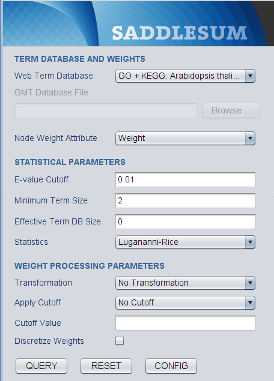 SADDLESUM
TERM DATABASE AND WEIGHTS
Web Term Database GO + KEGG: Arabidopsis thali...
GMT Database File
Browse
Node Weight Attribute Weight
STATISTICAL PARAMETERS
E-value Cutoff 0.01
Minimum Term Size 2
Effective Term DB Size 0
Statistics Lugananni-Rice
WEIGHT PROCESSING PARAMETERS
Transformation No Transformation
Apply Cutoff No Cutoff
Cutoff Value
Discretize Weights
QUERY RESET CONFIG